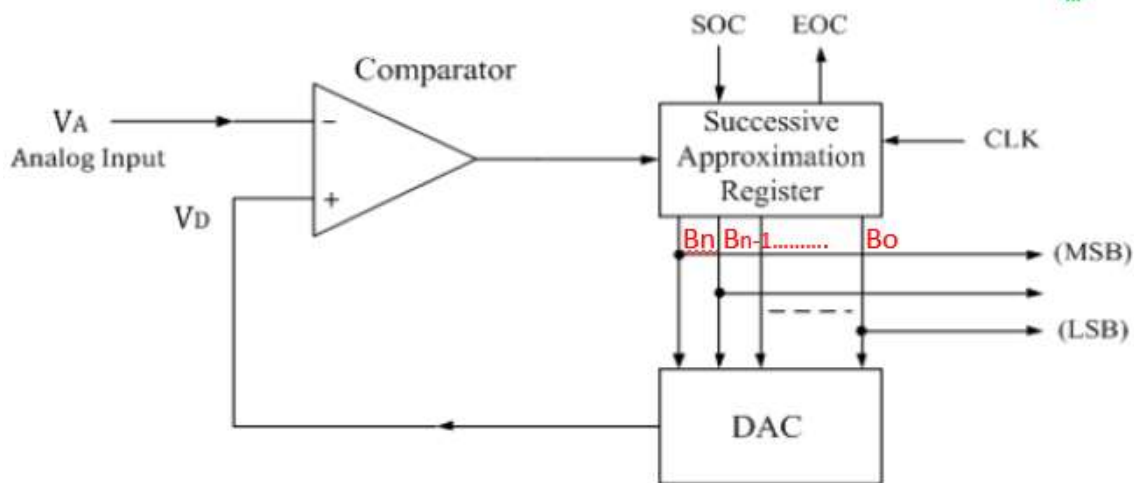 SOC EOC
Comparator
VA
Analog Input
−
+
VD
Successive
Approximation
Register
CLK
Bn Bn-1.......... Bo
(MSB)
(LSB)
DAC